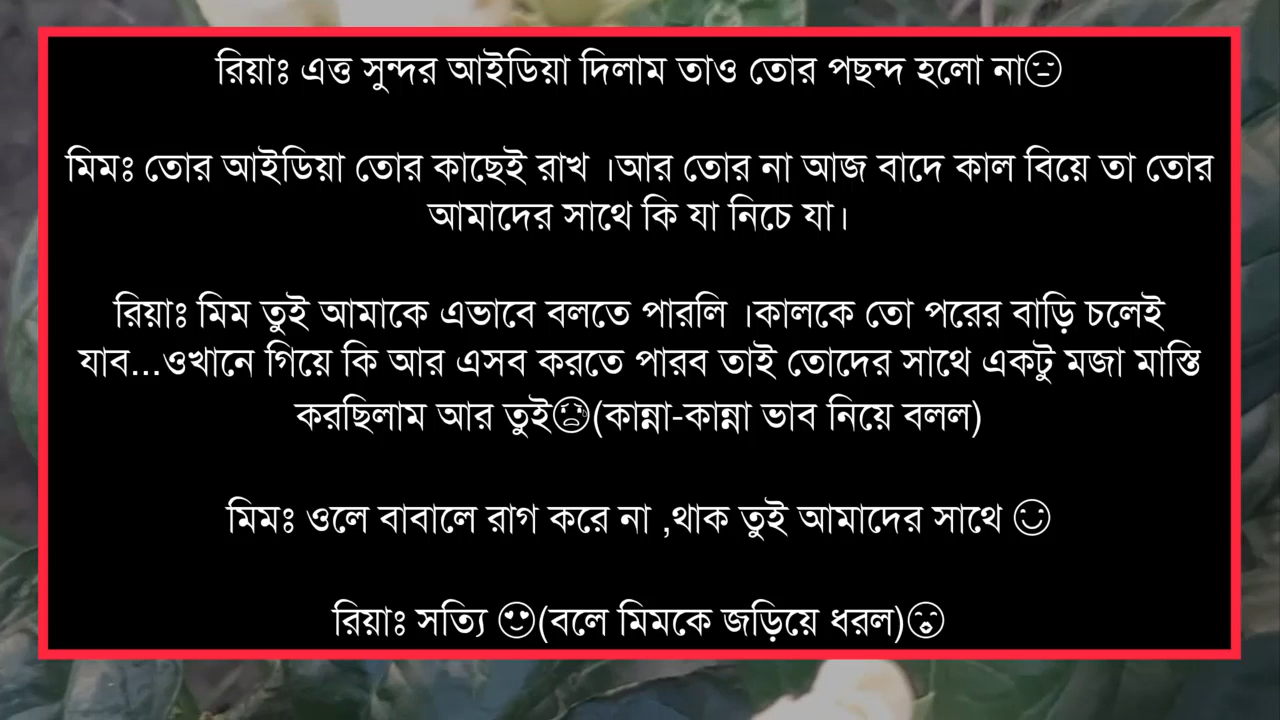 রিয়াঃ এত্ত সুন্দর আইডিয়া দিলাম তাও তোর পছন্দ হলো না😔
মিমঃ তোর আইডিয়া তোর কাছেই রাখ ।আর তোর না আজ বাদে কাল বিয়ে তা তোর
আমাদের সাথে কি যা নিচে যা।
রিয়াঃ মিম তুই আমাকে এভাবে বলতে পারলি ।কালকে তো পরের বাড়ি চলেই
যাব...ওখানে গিয়ে কি আর এসব করতে পারব তাই তোদের সাথে একটু মজা মাস্তি
করছিলাম আর তুই😢(কান্না-কান্না ভাব নিয়ে বলল)
মিমঃ ওলে বাবালে রাগ করে না ,থাক তুই আমাদের সাথে ☺
রিয়াঃ সত্যি 😍(বলে মিমকে জড়িয়ে ধরল)😚